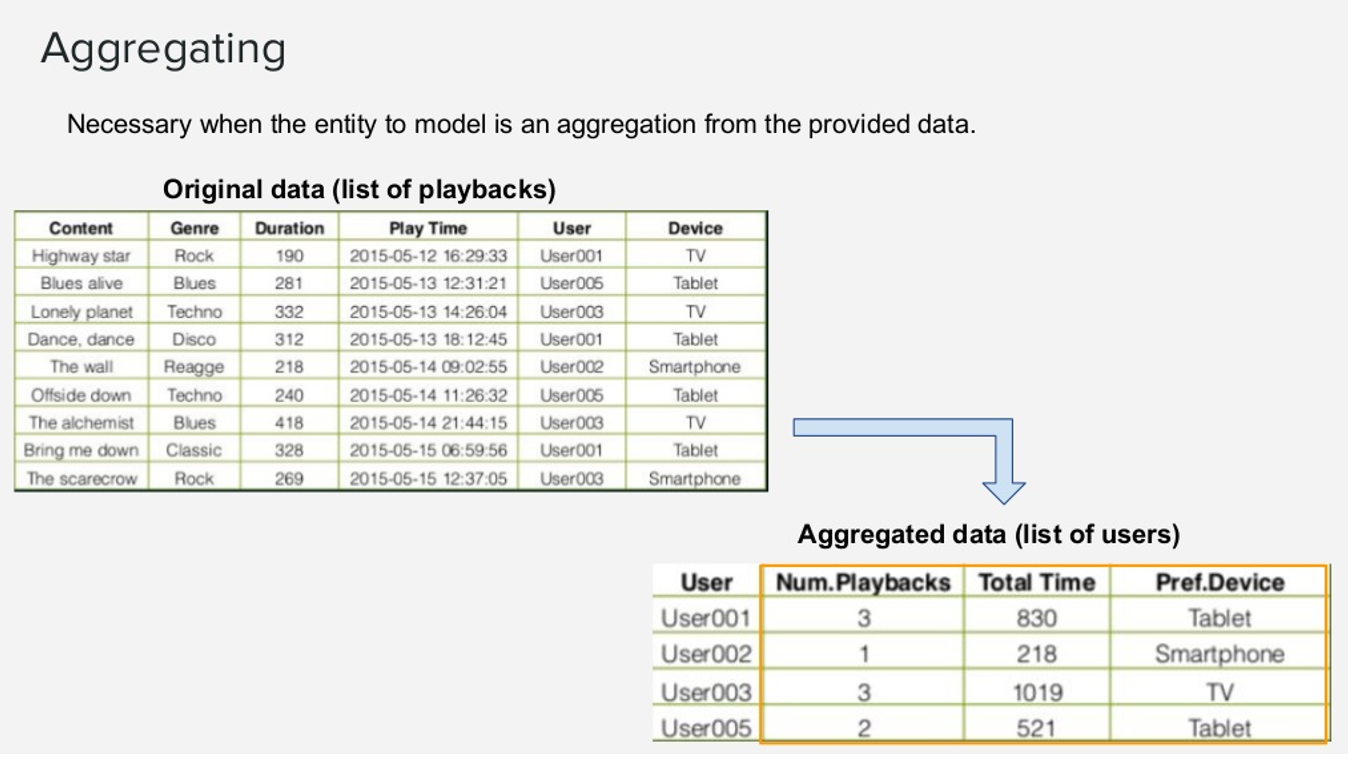 Aggregating
Necessary when the entity to model is an aggregation from the provided data.
Original data (list of playbacks)
Content Genre Duration Play Time User Device
Highway star Rock 190 2015-05-12 16:29:33 User001 TV
Blues alive Blues 281 2015-05-13 12:31:21 User005 Tablet
Lonely planet Techno 332 2015-05-13 14:26:04 User003 TV
Dance, dance Disco 312 2015-05-13 18:12:45 User001 Tablet
The wall Reagge 218 2015-05-14 09:02:55 User002 Smartphone
Offside down Techno 240 2015-05-14 11:26:32 User005 Tablet
The alchemist Blues 418 2015-05-14 21:44:15 User003 TV
Bring me down Classic 328 2015-05-15 06:59:56 User001 Tablet
The scarecrow Rock 269 2015-05-15 12:37:05 User003 Smartphone
Aggregated data (list of users)
User Num.Playbacks Total Time Pref.Device
User001 3 830 Tablet
User002 1 218 Smartphone
User003 3 1019 TV
User005 2 521 Tablet